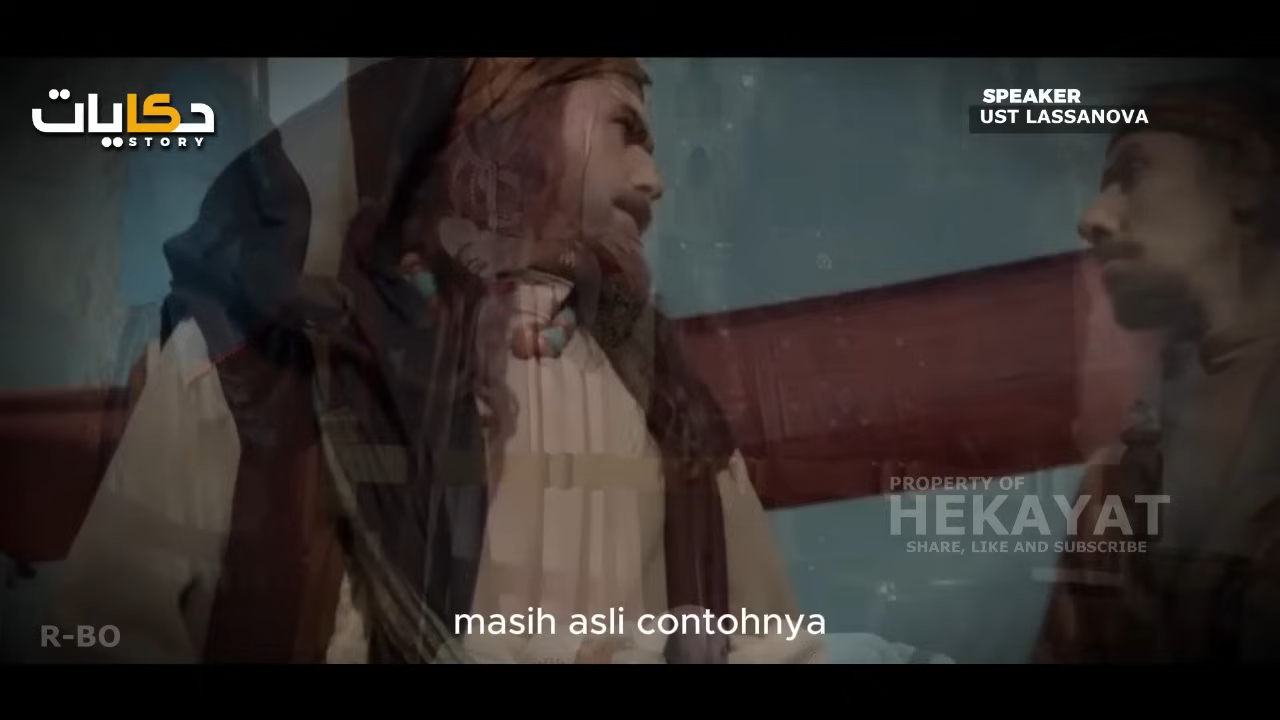 حكايات
STORY
SPEAKER
UST LASSANOVA
PROPERTY OF
HEKAYAT
SHARE, LIKE AND SUBSCRIBE
masih asli contohnya
R-BO